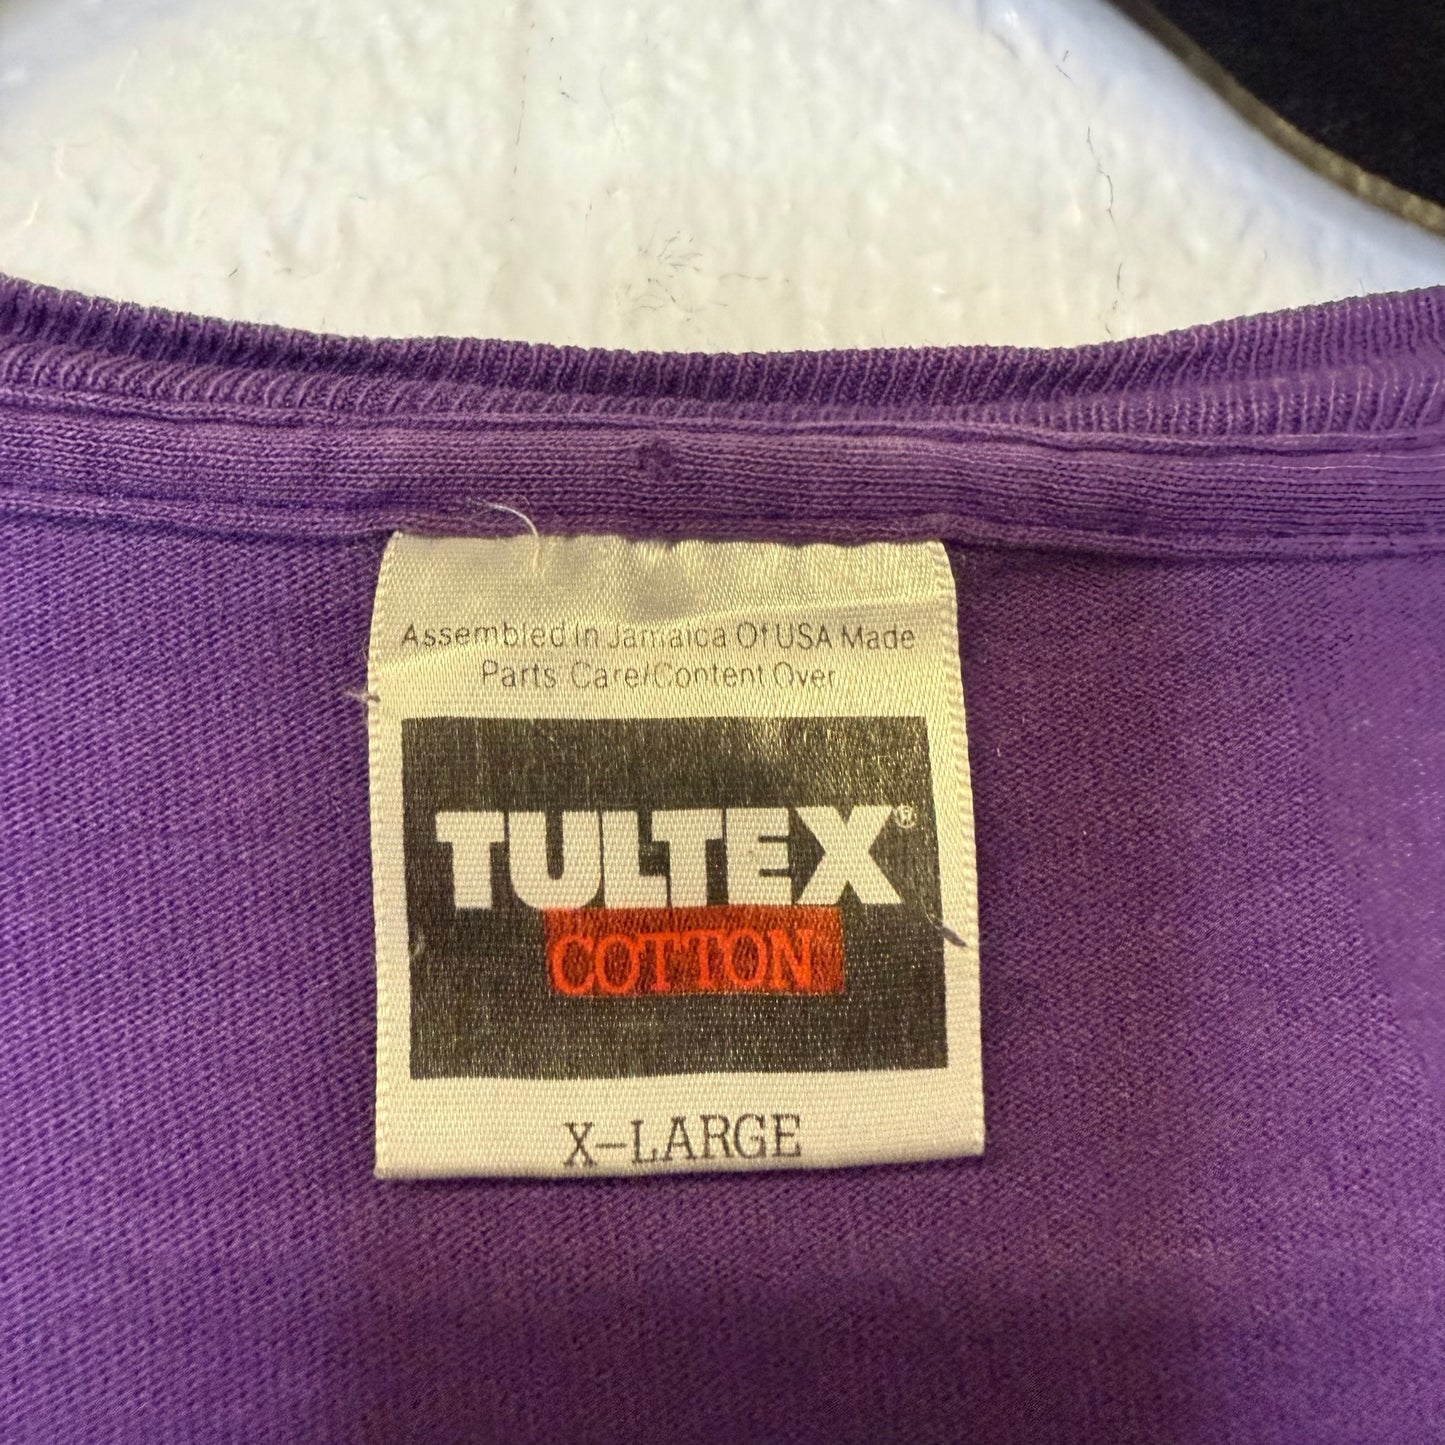 Assembled In Jamaica Of USA Made
Parts Care/Content Over
TULTEX®
COTTON
X-LARGE